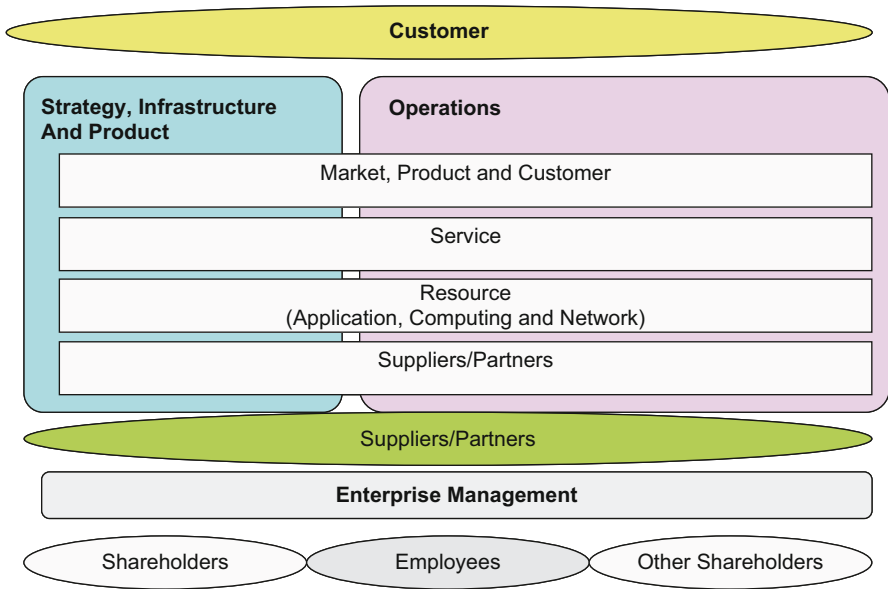 Customer
Strategy, Infrastructure
And Product
Operations
Market, Product and Customer
Service
Resource
(Application, Computing and Network)
Suppliers/Partners
Suppliers/Partners
Enterprise Management
Shareholders
Employees
Other Shareholders